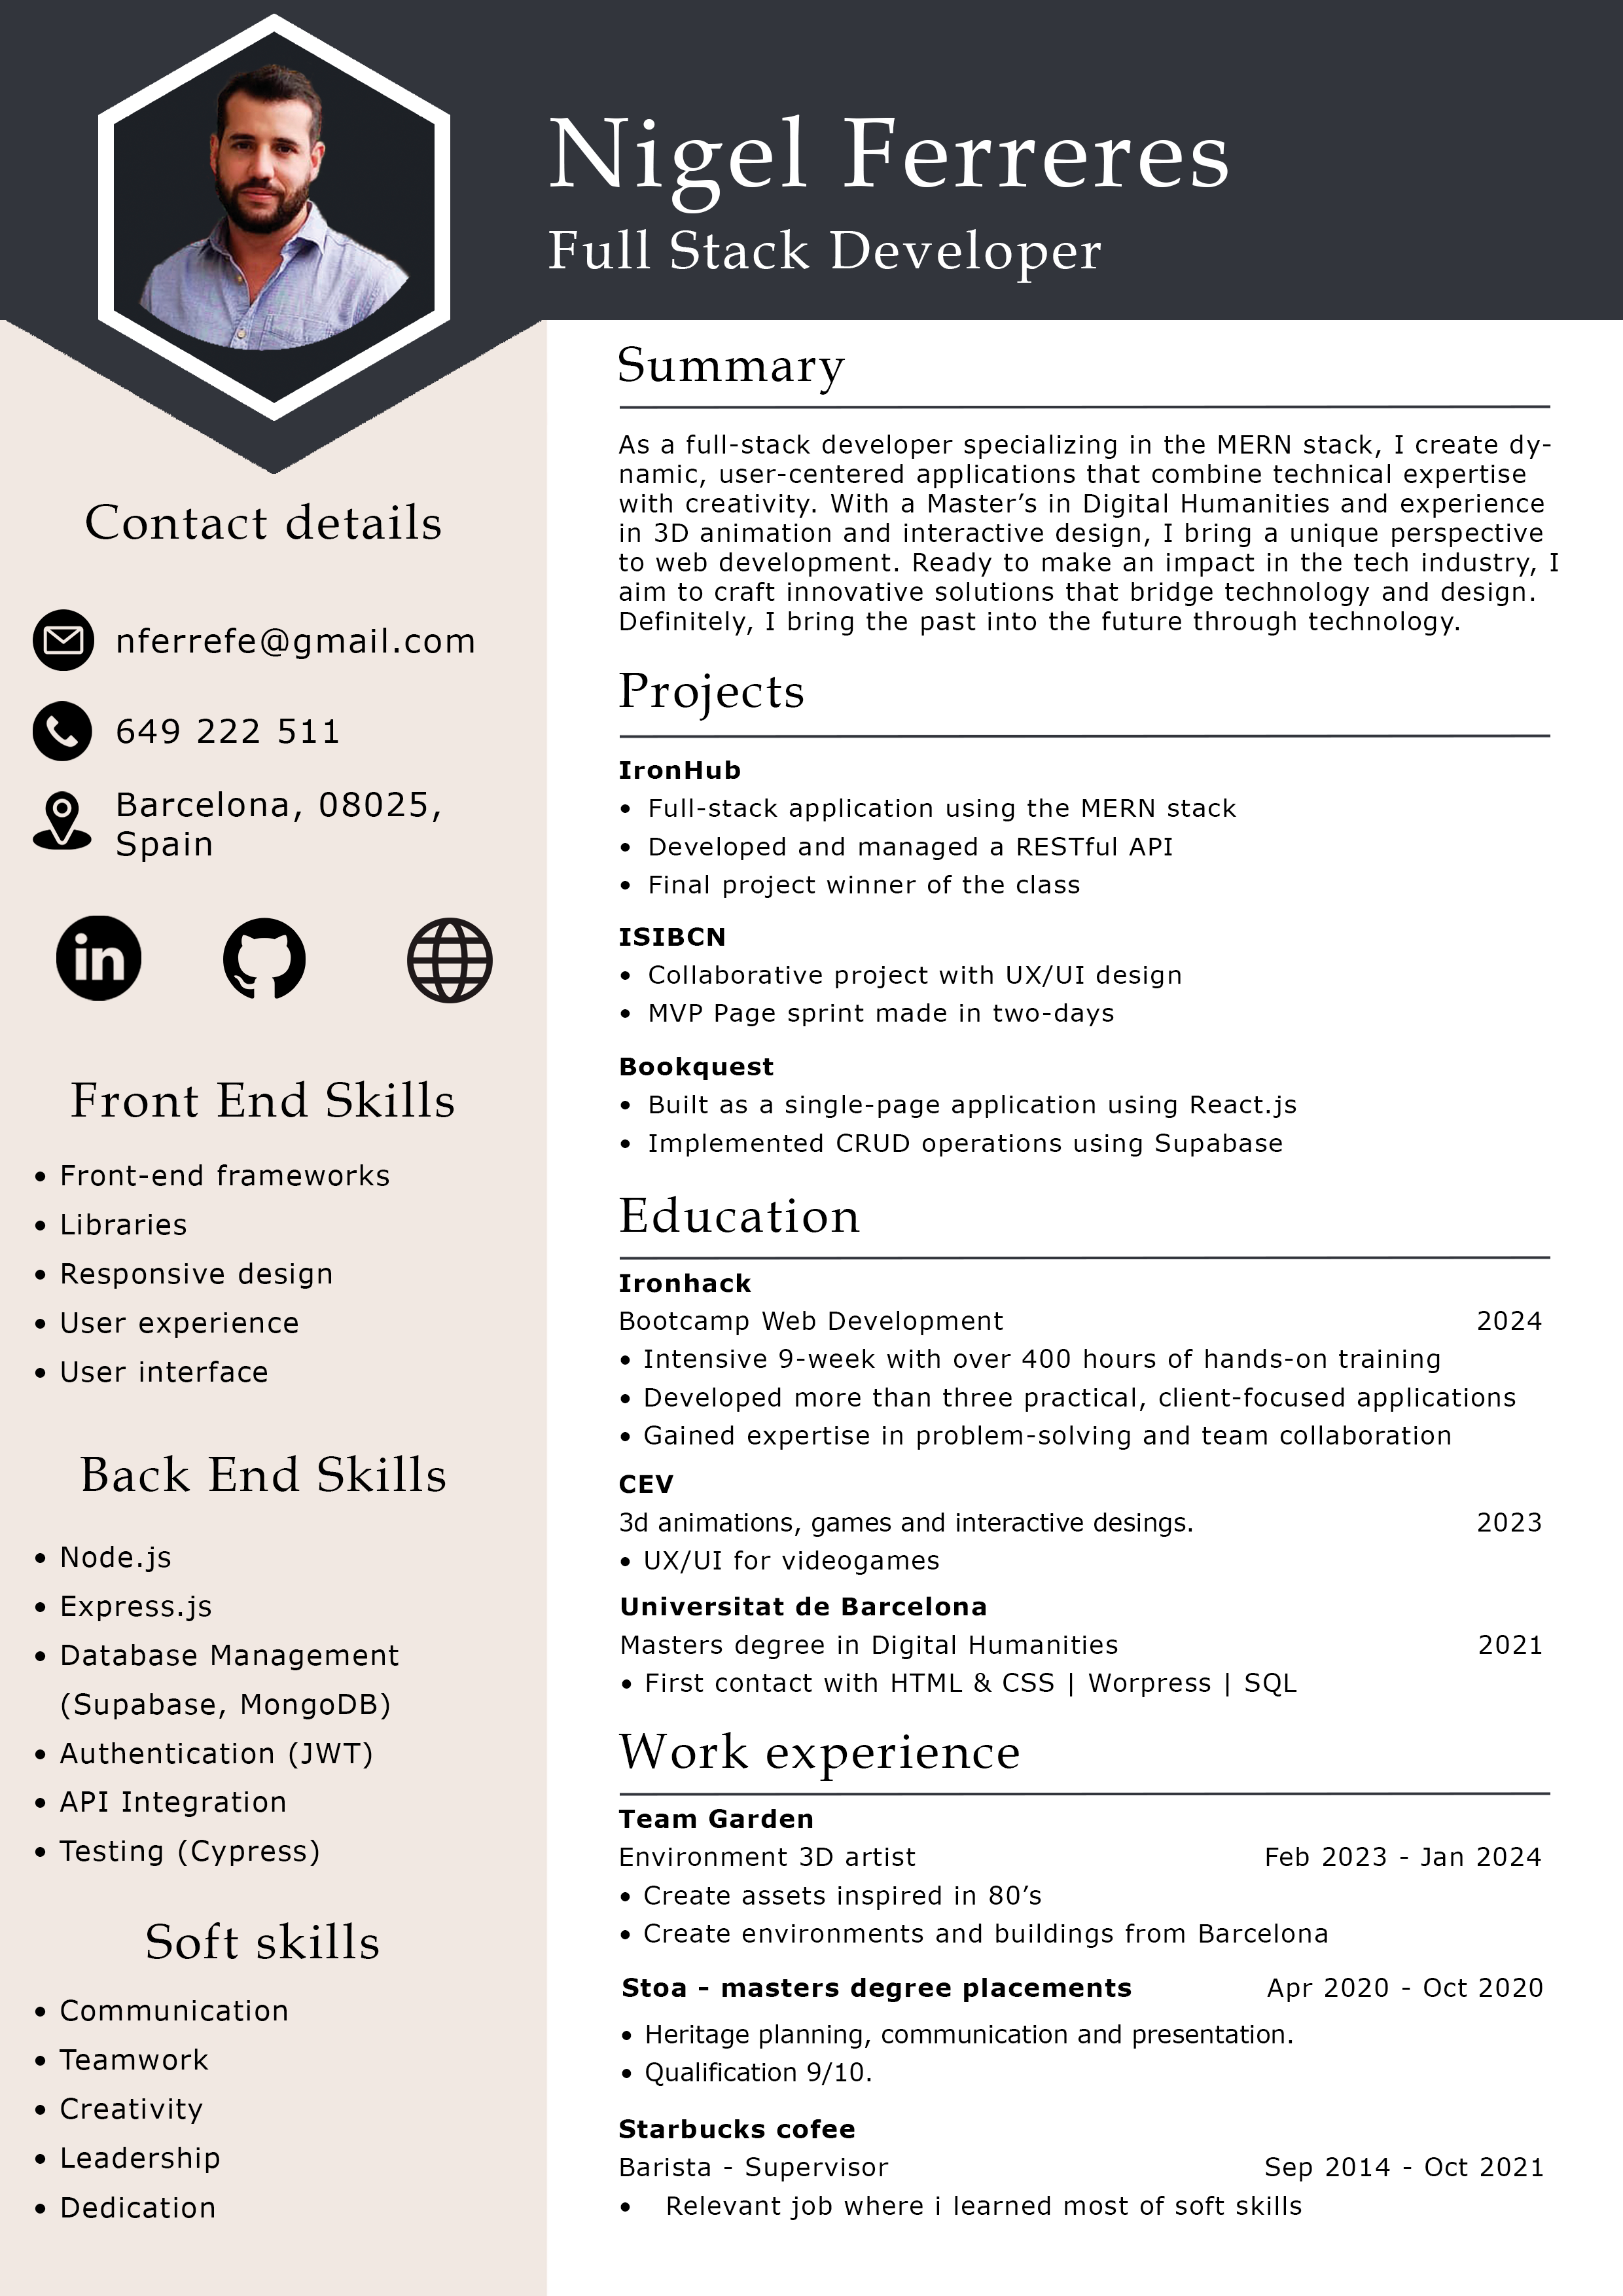 Nigel Ferreres
Full Stack Developer
Contact details
nferrefe@gmail.com
649 222 511
Barcelona, 08025,
Spain
in
Front End Skills
• Front-end frameworks
• Libraries
• Responsive design
• User experience
• User interface
Back End Skills
• Node.js
• Express.js
• Database Management
(Supabase, MongoDB)
• Authentication (JWT)
• API Integration
• Testing (Cypress)
Soft skills
• Communication
• Teamwork
• Creativity
• Leadership
• Dedication
Summary
As a full-stack developer specializing in the MERN stack, I create dy-
namic, user-centered applications that combine technical expertise
with creativity. With a Master’s in Digital Humanities and experience
in 3D animation and interactive design, I bring a unique perspective
to web development. Ready to make an impact in the tech industry, I
aim to craft innovative solutions that bridge technology and design.
Definitely, I bring the past into the future through technology.
Projects
IronHub
• Full-stack application using the MERN stack
• Developed and managed a RESTful API
• Final project winner of the class
ISIBCN
• Collaborative project with UX/UI design
• MVP Page sprint made in two-days
Bookquest
• Built as a single-page application using React.js
• Implemented CRUD operations using Supabase
Education
Ironhack
Bootcamp Web Development 2024
• Intensive 9-week with over 400 hours of hands-on training
• Developed more than three practical, client-focused applications
• Gained expertise in problem-solving and team collaboration
CEV
3d animations, games and interactive desings. 2023
• UX/UI for videogames
Universitat de Barcelona
Masters degree in Digital Humanities 2021
• First contact with HTML & CSS | Worpress | SQL
Work experience
Team Garden
Environment 3D artist Feb 2023 - Jan 2024
• Create assets inspired in 80’s
• Create environments and buildings from Barcelona
Stoa - masters degree placements Apr 2020 - Oct 2020
• Heritage planning, communication and presentation.
• Qualification 9/10.
Starbucks cofee
Barista - Supervisor Sep 2014 - Oct 2021
• Relevant job where i learned most of soft skills